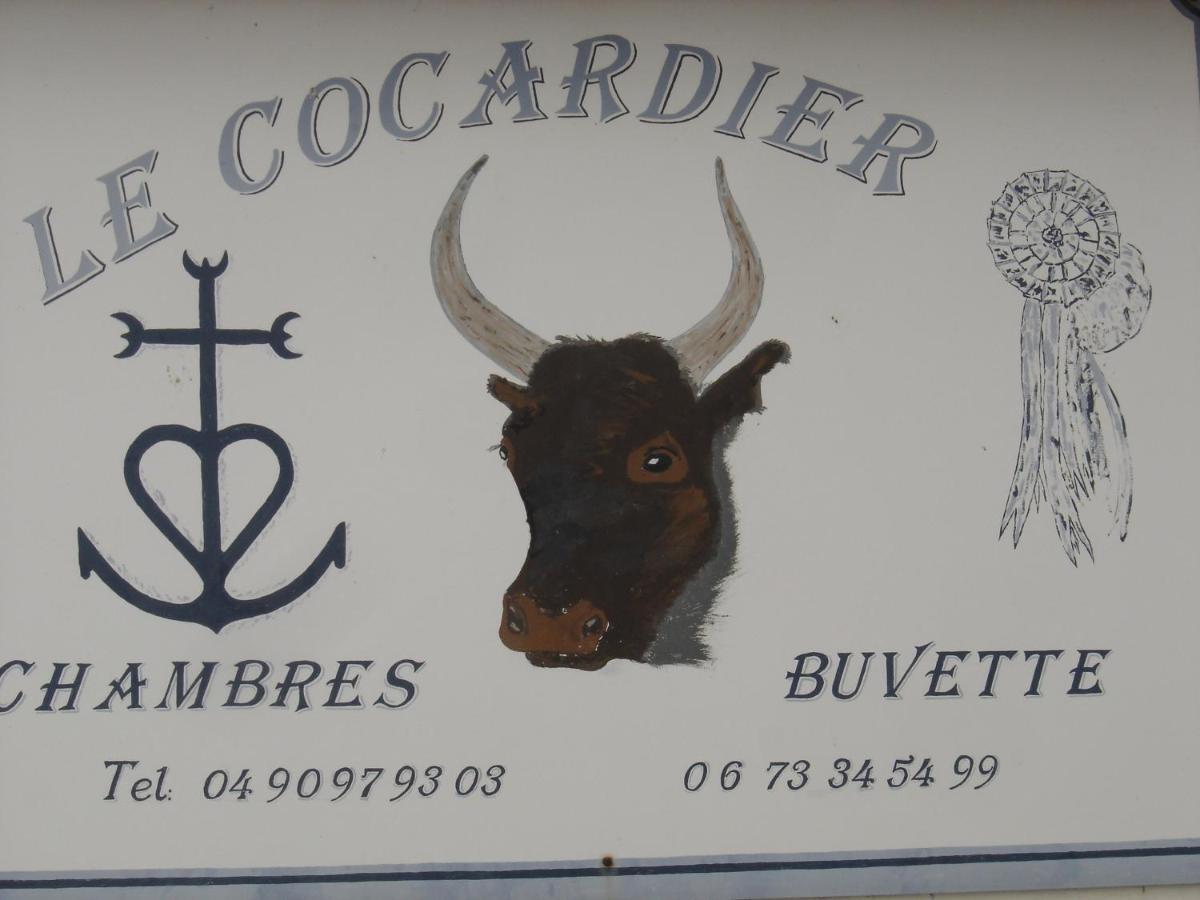 LE COCARDIER
CHAMBRES BUVETTE
Tel: 04 90 97 93 03 06 73 34 54 99